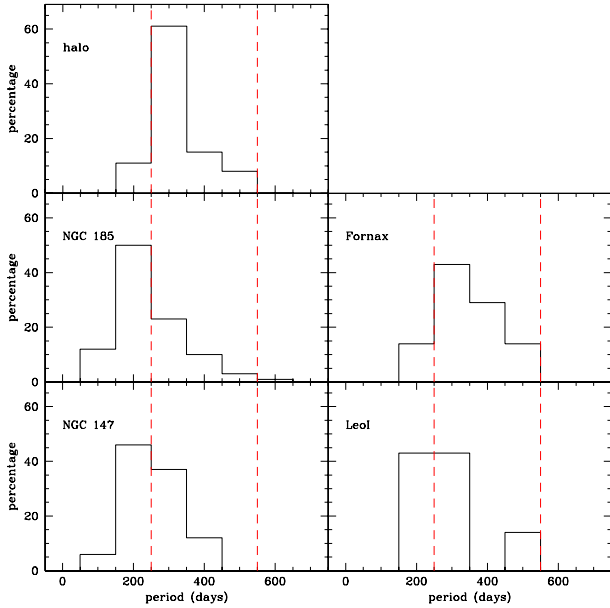 60
40
20
0
percentage
halo
60
40
20
0
percentage
NGC 185
Fornax
60
40
20
0
percentage
NGC 147
LeoI
0 200 400 600
0 200 400 600
period (days)
period (days)